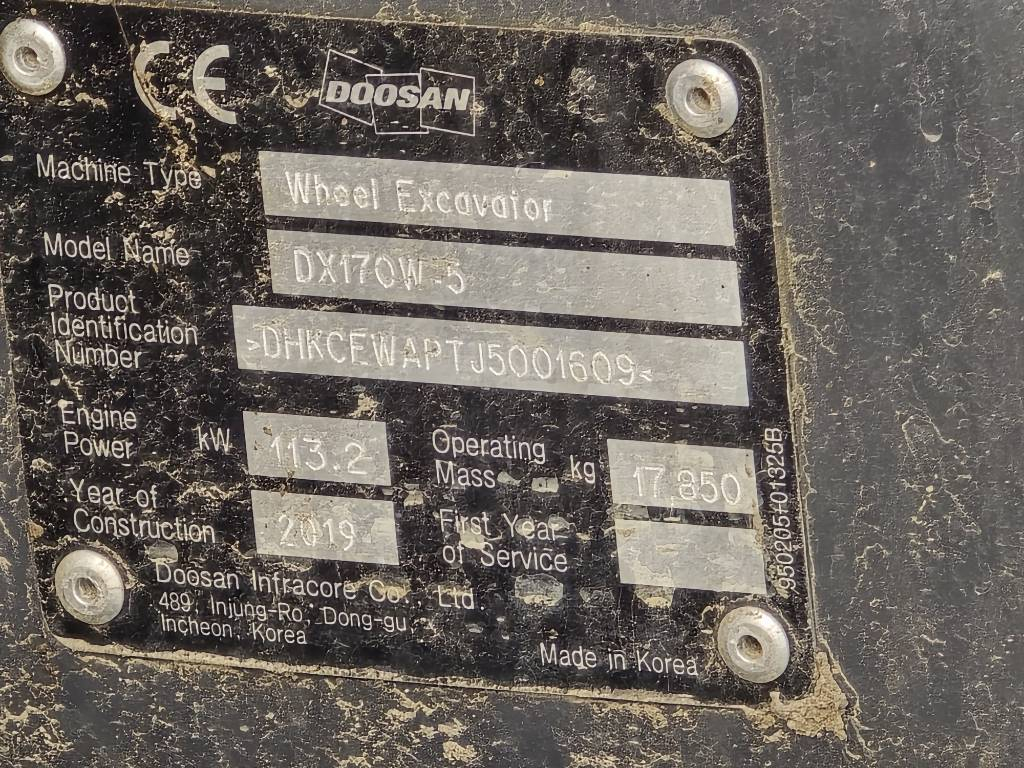 CE DOOSAN
Machine Type Wheel Excavator
Model Name DX170W-5
Product
Identification
Number >DHKCEWAPTJ5001609<
Engine
Power kW 113.2
Operating
Mass kg 17,850
Year of
Construction 2019
First Year
of Service
Doosan Infracore Co., Ltd.
489, Injung-Ro, Dong-gu,
Incheon, Korea
Made in Korea
950205-01325B